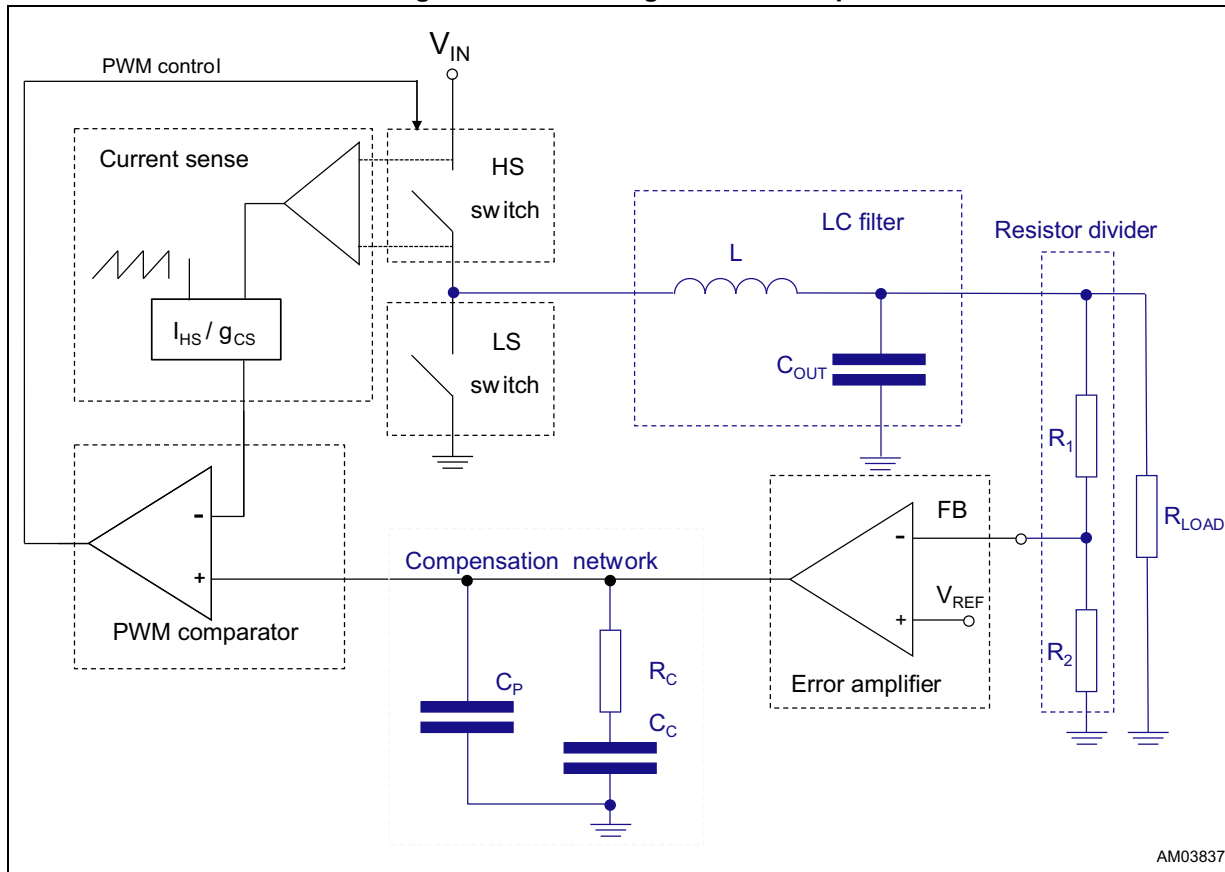 V_IN
PWM control
Current sense
HS
switch
LC filter
Resistor divider
L
I_HS / g_CS
LS
switch
C_OUT
R_1
FB
-
-
R_LOAD
Compensation network
V_REF
+
+
PWM comparator
R_2
Error amplifier
C_P
R_C
C_C
AM03837